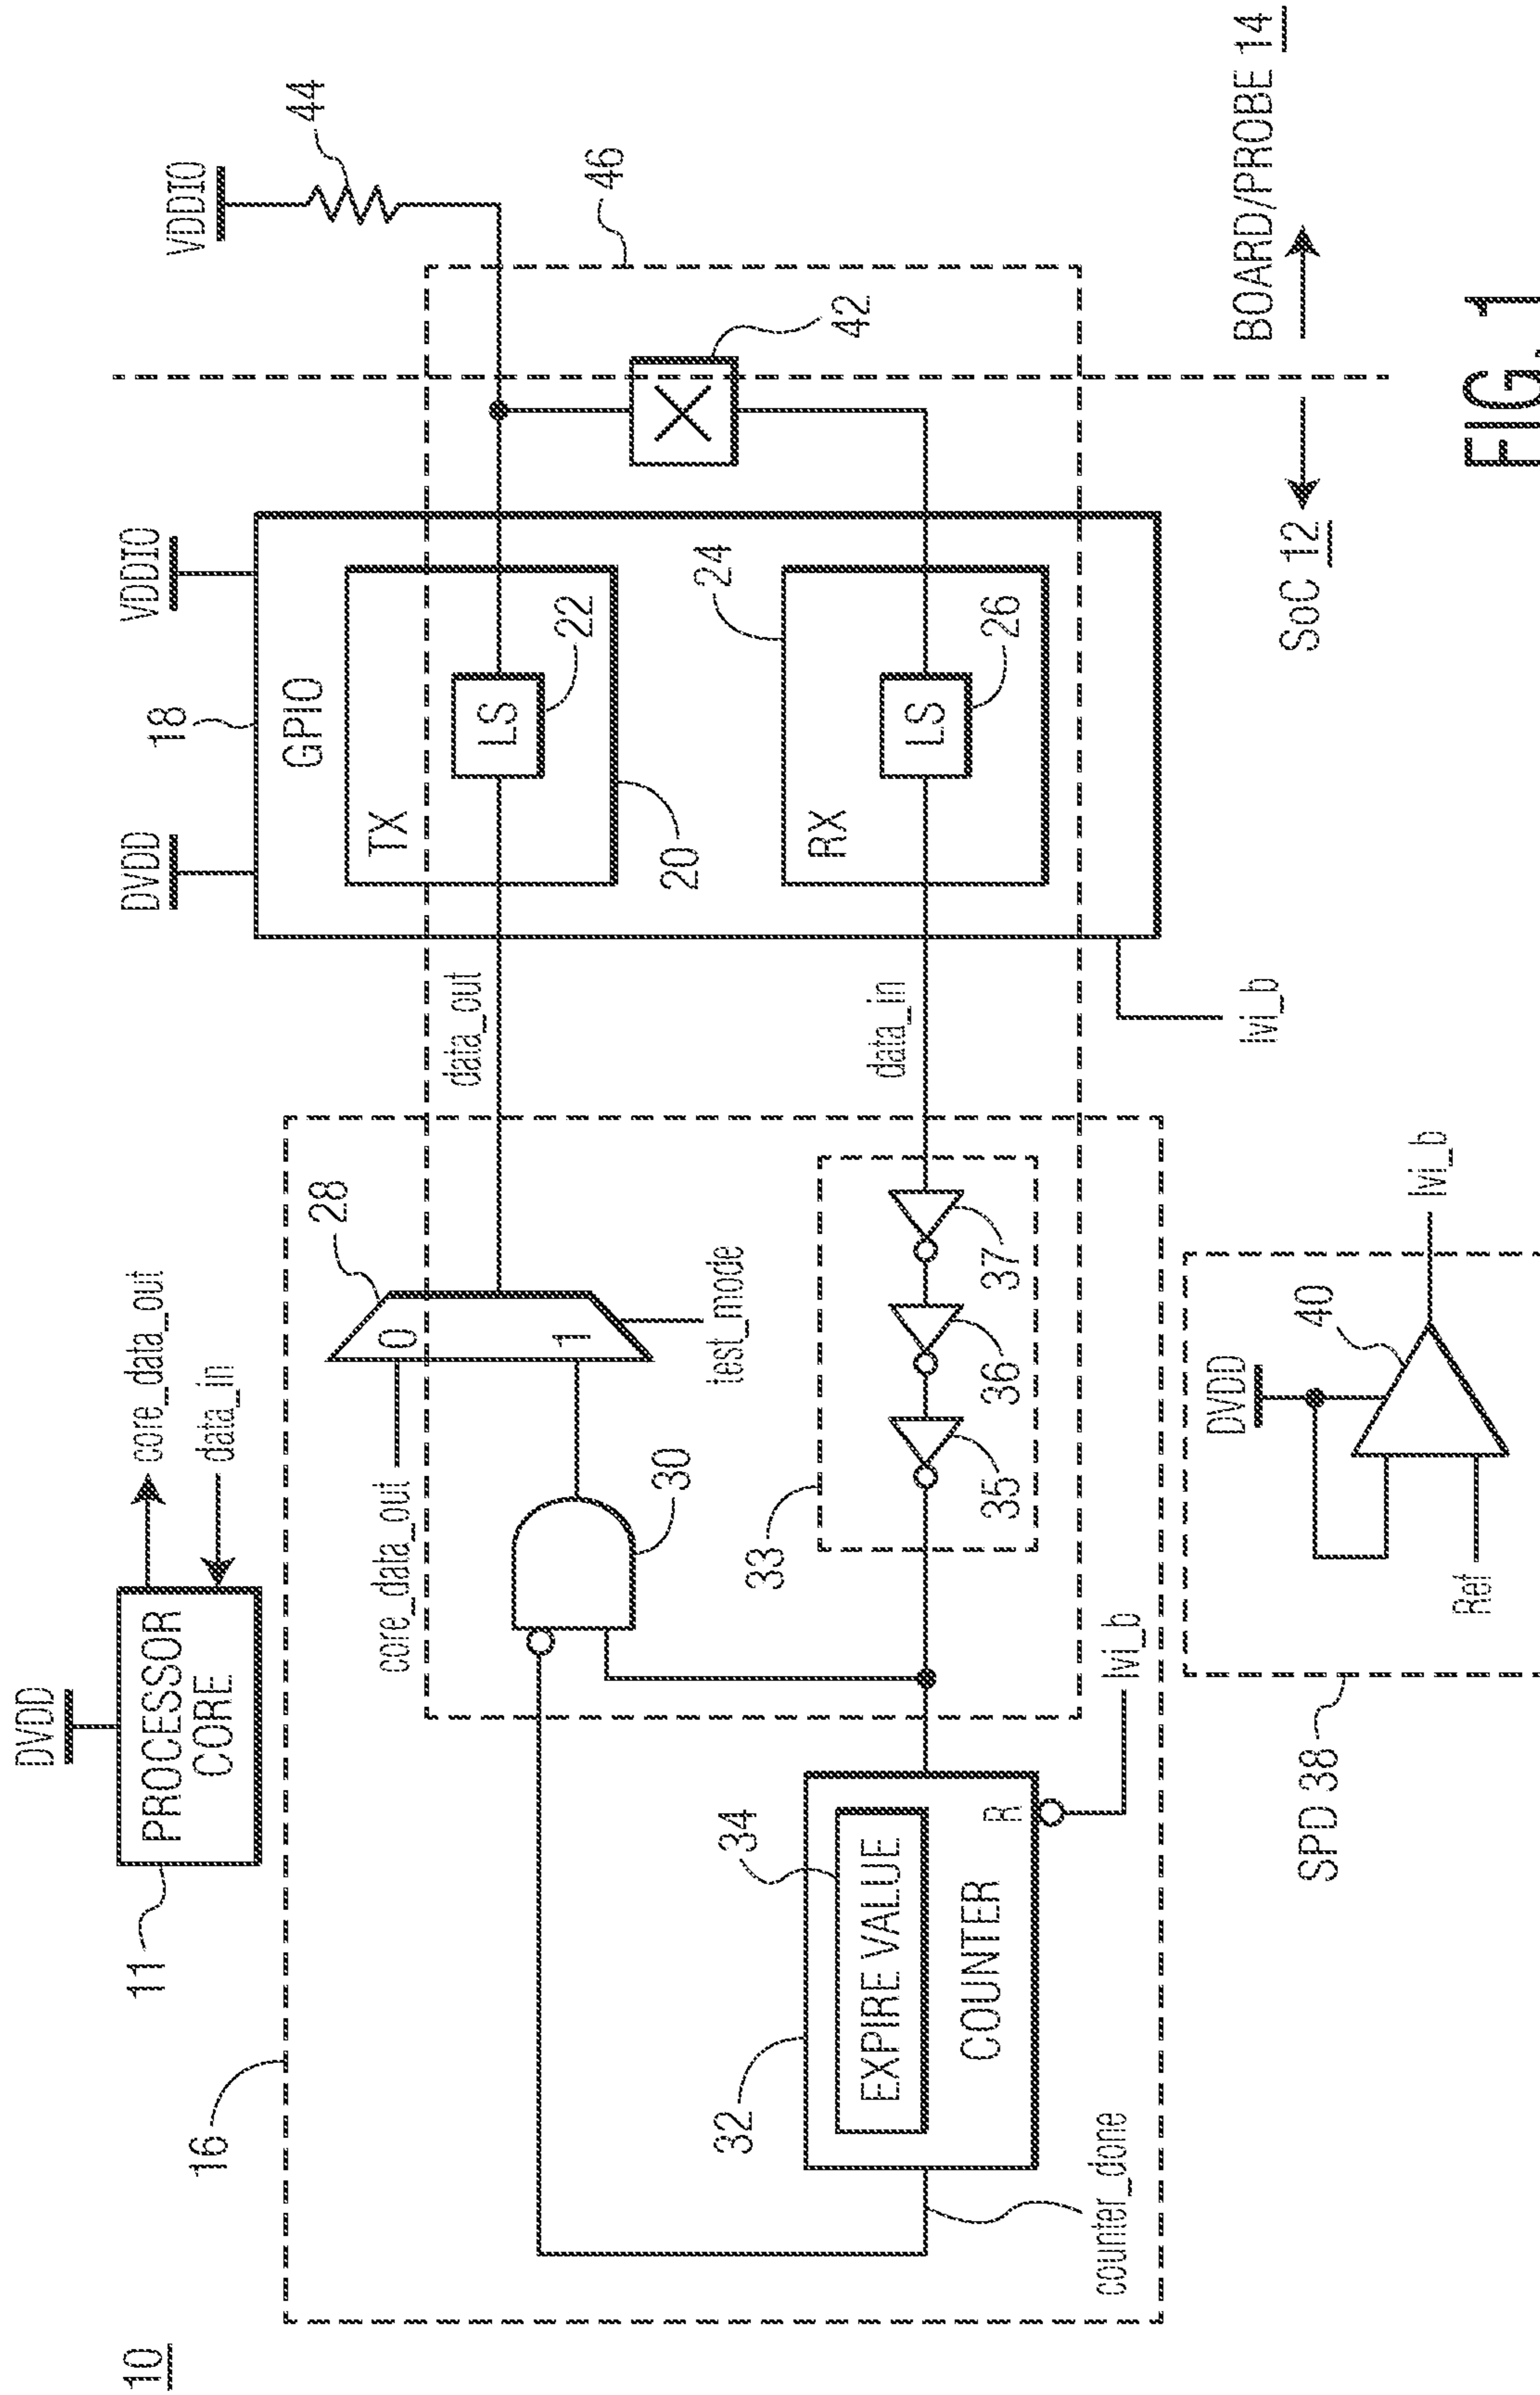 10
DVDD
PROCESSOR
CORE
11
core_data_out
data_in
16
core_data_out
0
1
28
test_mode
30
32
34
EXPIRE VALUE
COUNTER
R
counter_done
lvi_b
33
35
36
37
data_out
data_in
DVDD
18
VDDIO
GPIO
TX
LS
22
20
24
RX
LS
26
lvi_b
VDDIO
44
46
42
SPD 38
DVDD
40
Ref
lvi_b
SoC 12
BOARD/PROBE 14
FIG. 1